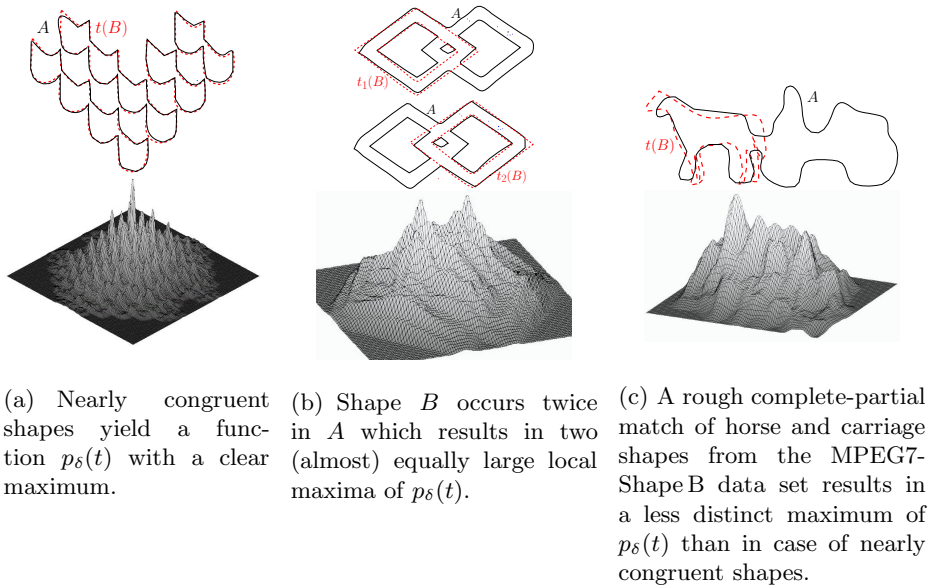 A
t(B)
A
t₁(B)
A
t₂(B)
A
t(B)
(a) Nearly congruent
shapes yield a func-
tion pδ(t) with a clear
maximum.
(b) Shape B occurs twice
in A which results in two
(almost) equally large local
maxima of pδ(t).
(c) A rough complete-partial
match of horse and carriage
shapes from the MPEG7-
Shape B data set results in
a less distinct maximum of
pδ(t) than in case of nearly
congruent shapes.